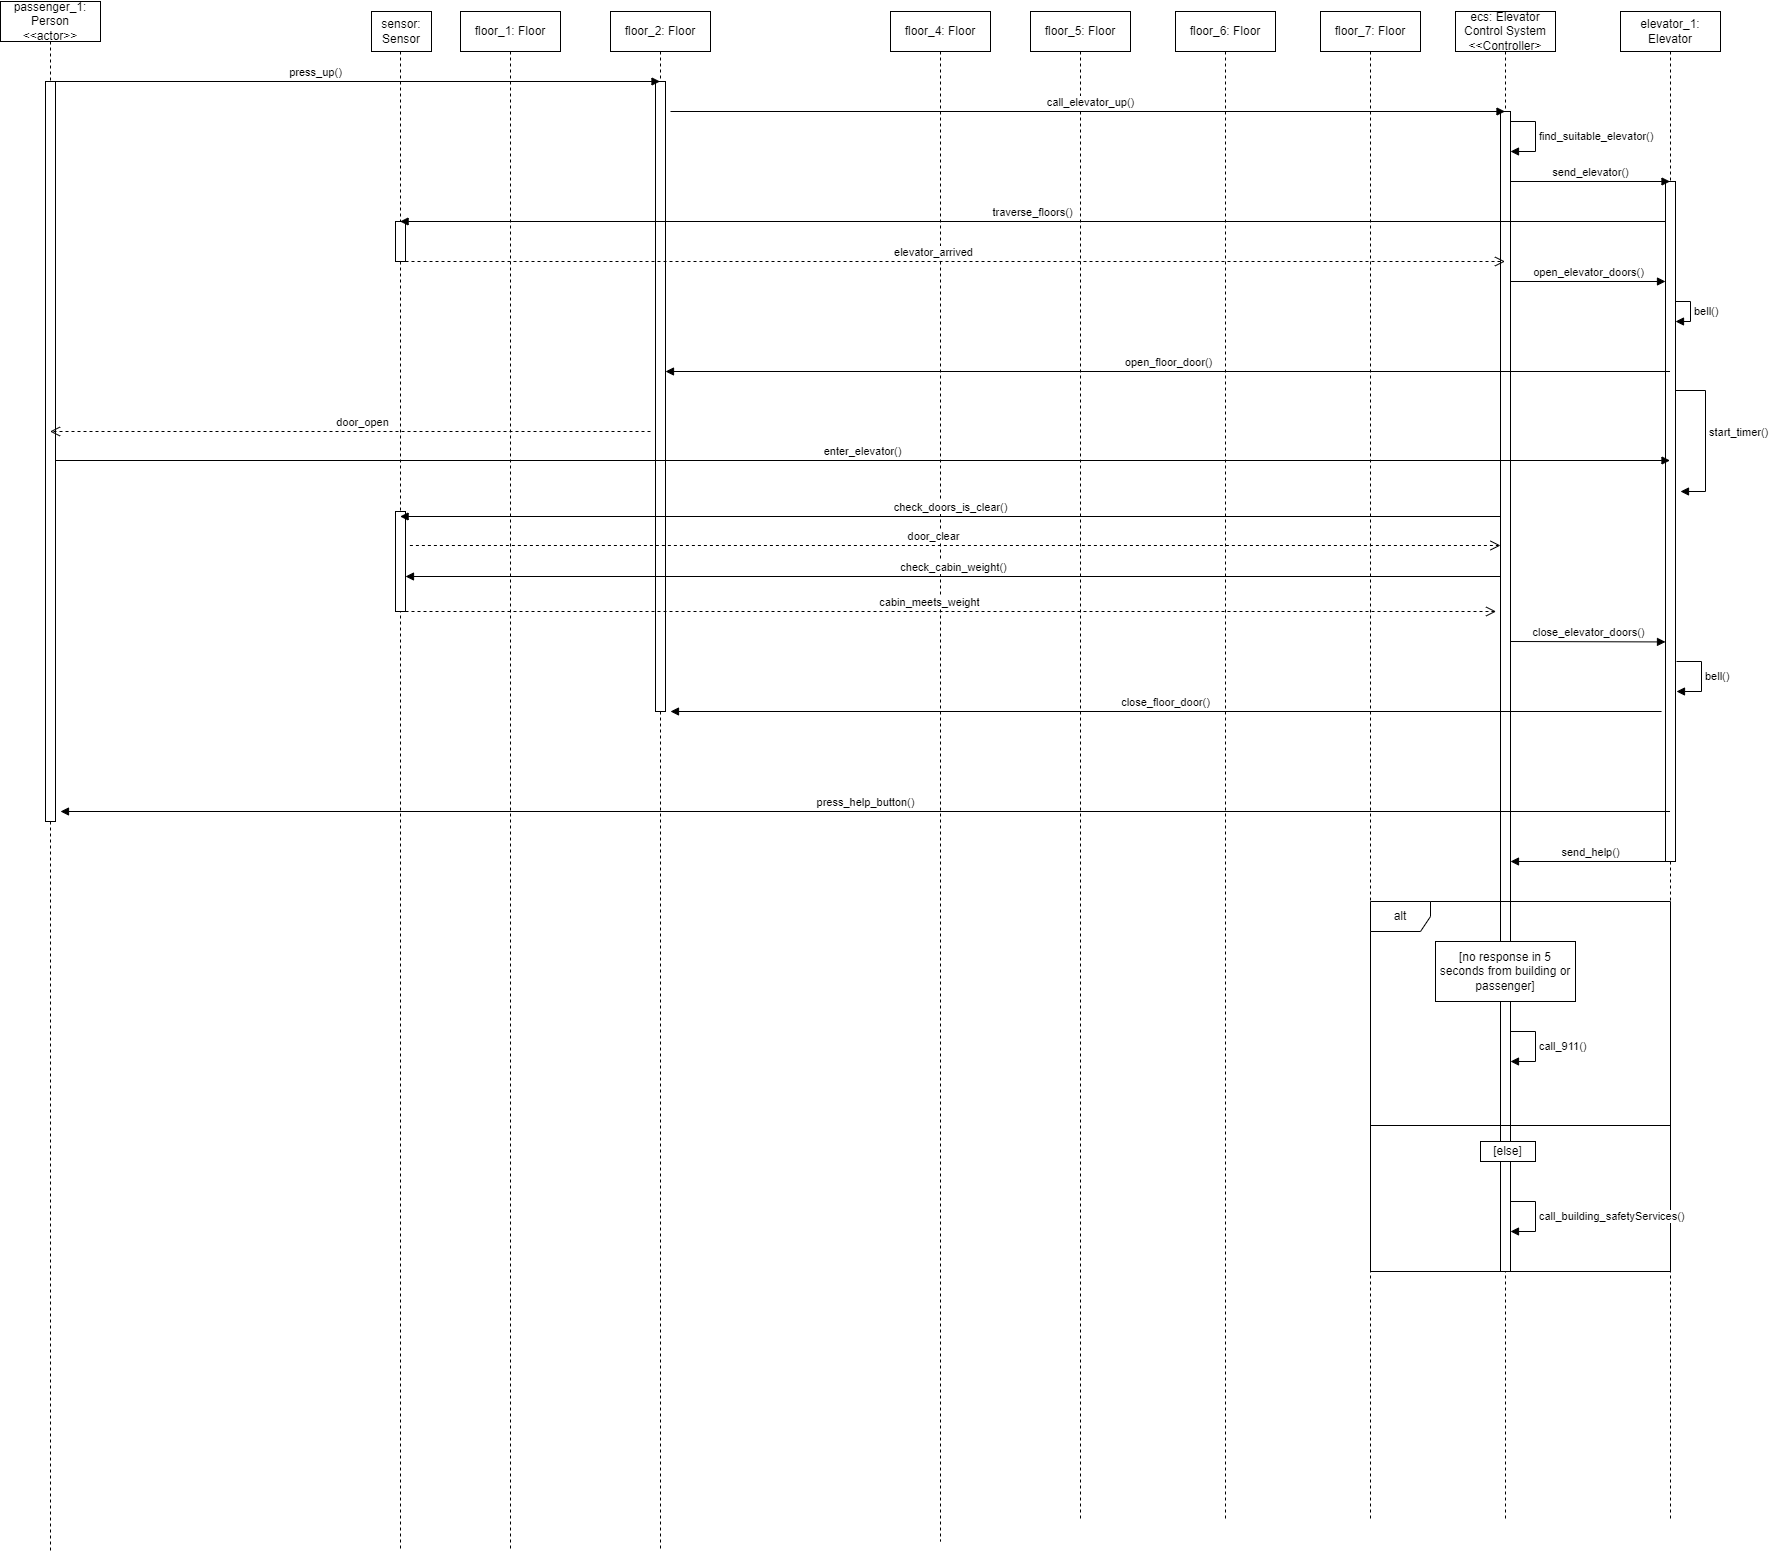 passenger_1:
Person
<<actor>>
sensor:
Sensor
floor_1: Floor
floor_2: Floor
floor_4: Floor
floor_5: Floor
floor_6: Floor
floor_7: Floor
ecs: Elevator
Control System
<<Controller>
elevator_1:
Elevator
press_up()
call_elevator_up()
find_suitable_elevator()
send_elevator()
traverse_floors()
elevator_arrived
open_elevator_doors()
bell()
open_floor_door()
door_open
start_timer()
enter_elevator()
check_doors_is_clear()
door_clear
check_cabin_weight()
cabin_meets_weight
close_elevator_doors()
bell()
close_floor_door()
press_help_button()
send_help()
alt
[no response in 5
seconds from building or
passenger]
call_911()
[else]
call_building_safetyServices()